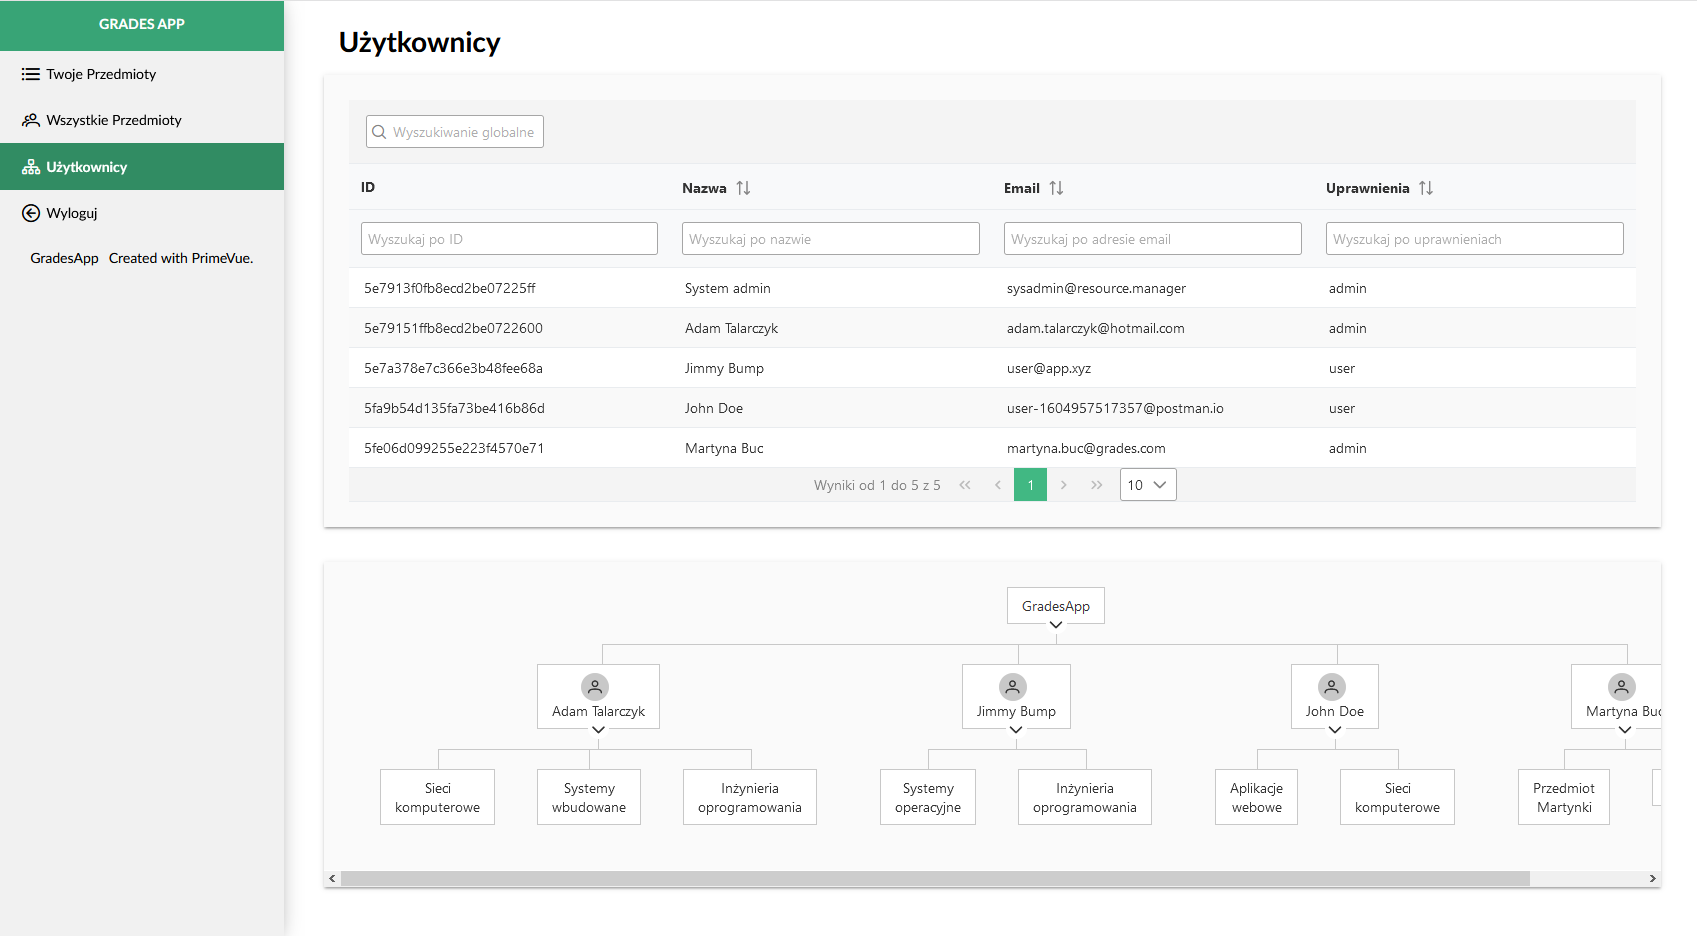 GRADES APP
Twoje Przedmioty
Wszystkie Przedmioty
Użytkownicy
Wyloguj
GradesApp Created with PrimeVue.
Użytkownicy
Wyszukiwanie globalne
ID Nazwa Email Uprawnienia
Wyszukaj po ID Wyszukaj po nazwie Wyszukaj po adresie email Wyszukaj po uprawnieniach
5e7913f0fb8ecd2be07225ff System admin sysadmin@resource.manager admin
5e79151ffb8ecd2be0722600 Adam Talarczyk adam.talarczyk@hotmail.com admin
5e7a378e7c366e3b48fee68a Jimmy Bump user@app.xyz user
5fa9b54d135fa73be416b86d John Doe user-1604957517357@postman.io user
5fe06d099255e223f4570e71 Martyna Buc martyna.buc@grades.com admin
Wyniki od 1 do 5 z 5 1 10
GradesApp
Adam Talarczyk Jimmy Bump John Doe Martyna Buc
Sieci komputerowe
Systemy wbudowane
Inżynieria oprogramowania
Systemy operacyjne
Inżynieria oprogramowania
Aplikacje webowe
Sieci komputerowe
Przedmiot Martynki